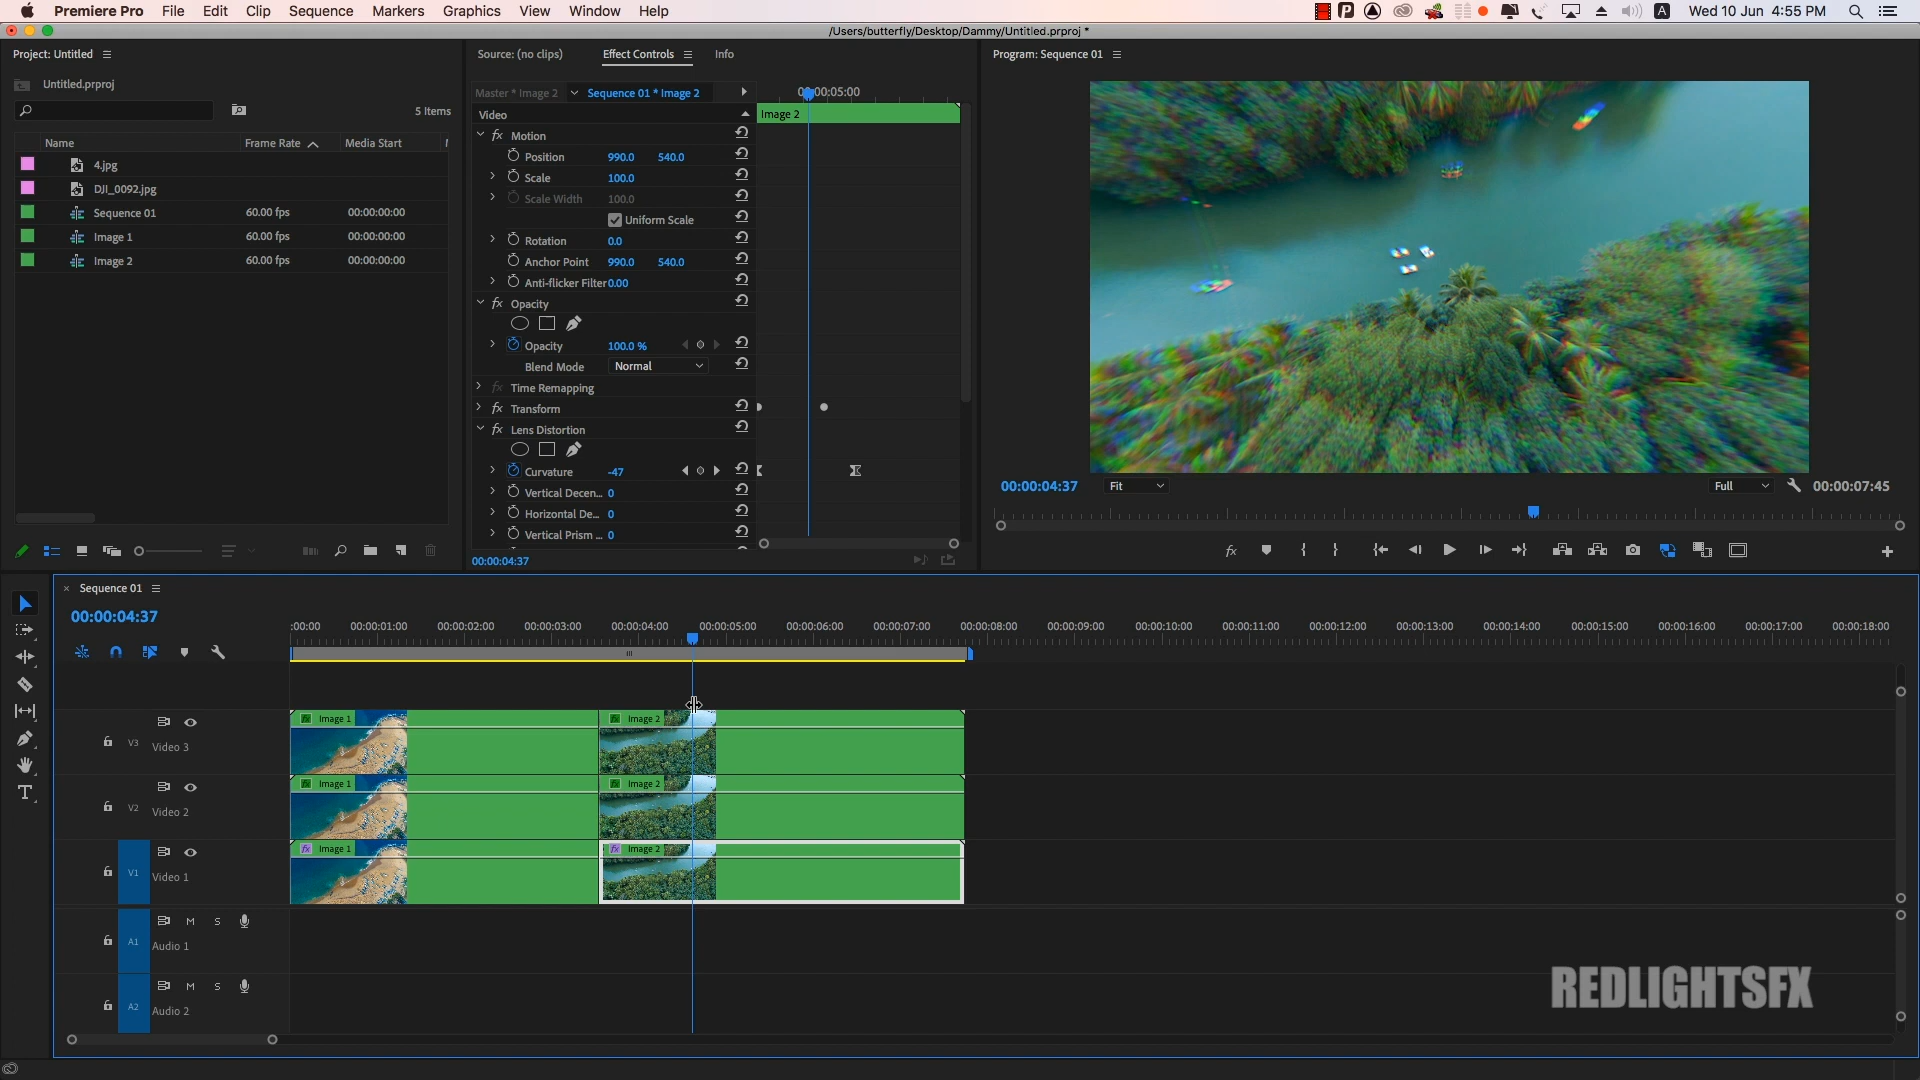 Premiere Pro File Edit Clip Sequence Markers Graphics View Window Help
A Wed 10 Jun 4:55 PM
/Users/butterfly/Desktop/Dammy/Untitled.prproj *
Project: Untitled
Untitled.prproj
5 Items
Name Frame Rate Media Start
4.jpg
DJI_0092.jpg
Sequence 01 60.00 fps 00:00:00:00
Image 1 60.00 fps 00:00:00:00
Image 2 60.00 fps 00:00:00:00
Source: (no clips) Effect Controls Info
Master * Image 2 Sequence 01 * Image 2
Video
fx Motion
Position 990.0 540.0
Scale 100.0
Scale Width 100.0
Uniform Scale
Rotation 0.0
Anchor Point 990.0 540.0
Anti-flicker Filter 0.00
fx Opacity
Opacity 100.0 %
Blend Mode Normal
fx Time Remapping
fx Transform
fx Lens Distortion
Curvature -47
Vertical Decen... 0
Horizontal De... 0
Vertical Prism ... 0
00:00:04:37
Image 2
Program: Sequence 01
00:00:04:37 Fit Full 00:00:07:45
fx
Sequence 01
00:00:04:37
:00:00 00:00:01:00 00:00:02:00 00:00:03:00 00:00:04:00 00:00:05:00 00:00:06:00 00:00:07:00 00:00:08:00 00:00:09:00 00:00:10:00 00:00:11:00 00:00:12:00 00:00:13:00 00:00:14:00 00:00:15:00 00:00:16:00 00:00:17:00 00:00:18:00
V3 Video 3
fx Image 1 fx Image 2
V2 Video 2
fx Image 1 fx Image 2
V1 Video 1
fx Image 1 fx Image 2
M S
A1 Audio 1
M S
A2 Audio 2
REDLIGHTSFX